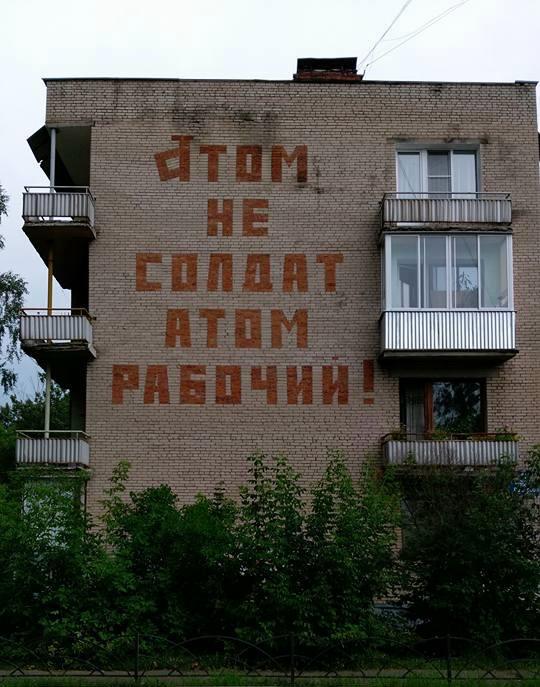 Атом
не
солдат
атом
рабочий!